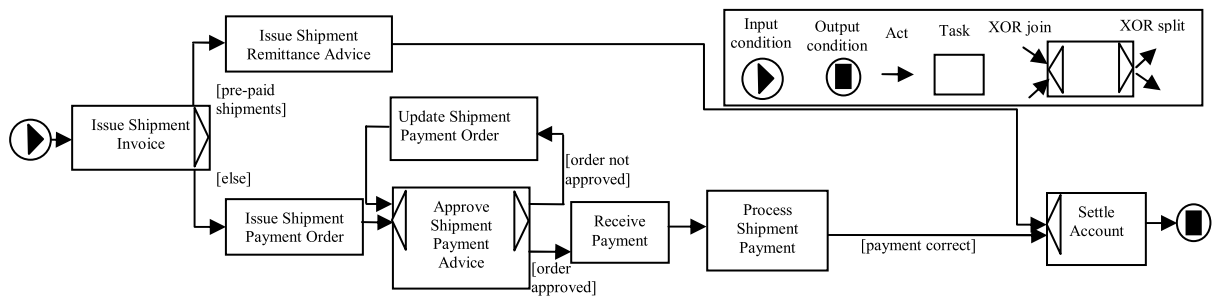 Issue Shipment
Remittance Advice
[pre-paid
shipments]
Issue Shipment
Invoice
[else]
Issue Shipment
Payment Order
Update Shipment
Payment Order
[order not
approved]
Approve
Shipment
Payment
Advice
[order
approved]
Receive
Payment
Process
Shipment
Payment
[payment correct]
Settle
Account
Input
condition
Output
condition
Act
Task
XOR join
XOR split